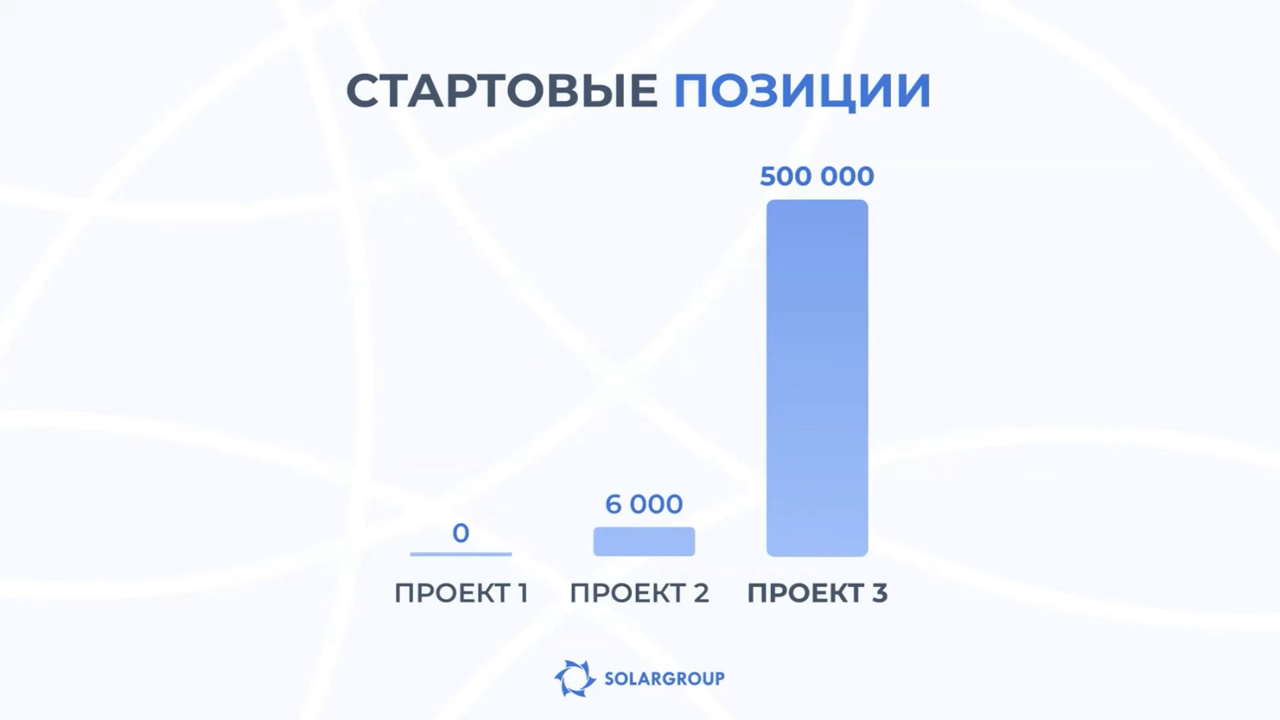 СТАРТОВЫЕ ПОЗИЦИИ
500 000
6 000
0
ПРОЕКТ 1 ПРОЕКТ 2 ПРОЕКТ 3
SOLARGROUP